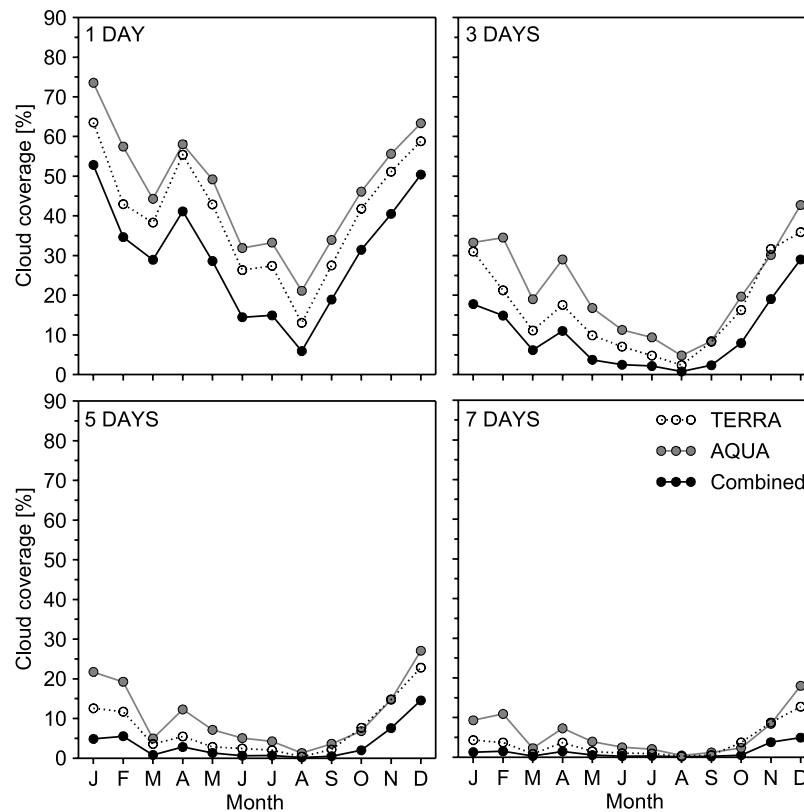 1 DAY
3 DAYS
Cloud coverage [%]
90
80
70
60
50
40
30
20
10
0
5 DAYS
7 DAYS
TERRA
AQUA
Combined
Cloud coverage [%]
90
80
70
60
50
40
30
20
10
0
J F M A M J J A S O N D
J F M A M J J A S O N D
Month
Month